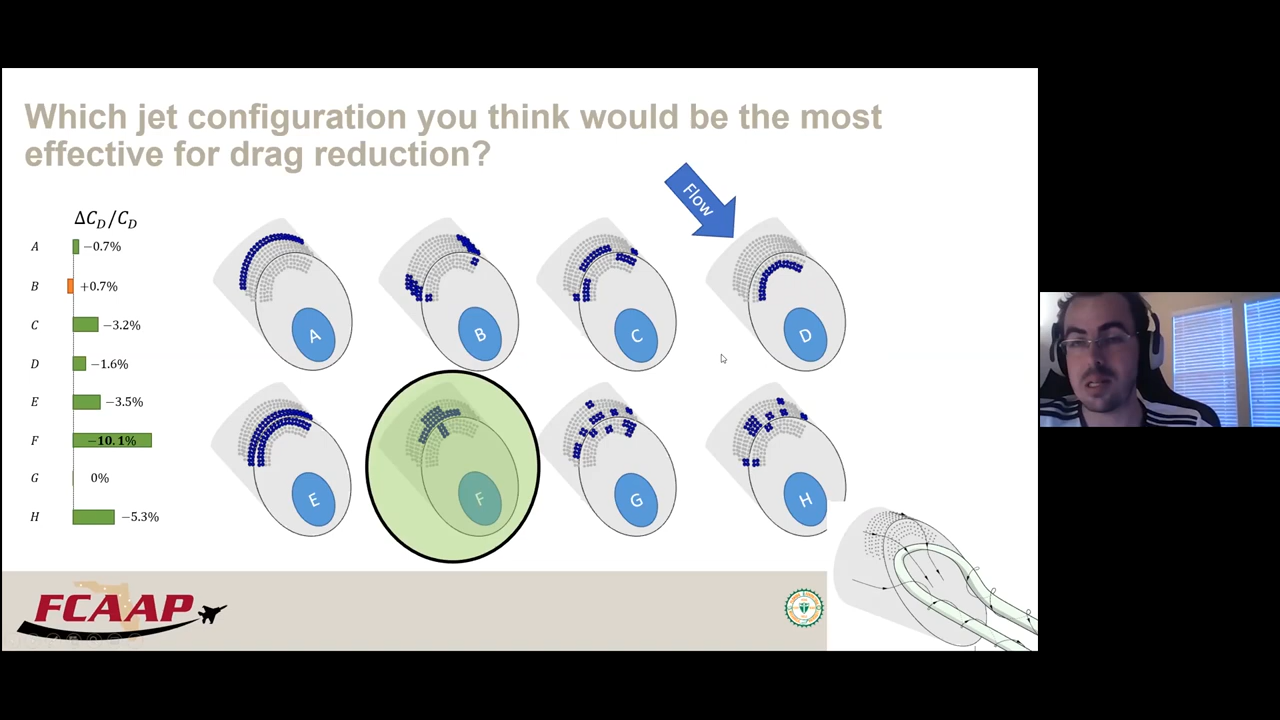 Which jet configuration you think would be the most
effective for drag reduction?
Flow
ΔC_D/C_D
A −0.7%
B +0.7%
C −3.2%
D −1.6%
E −3.5%
F −10.1%
G 0%
H −5.3%
A
B
C
D
E
F
G
H
FCAAP